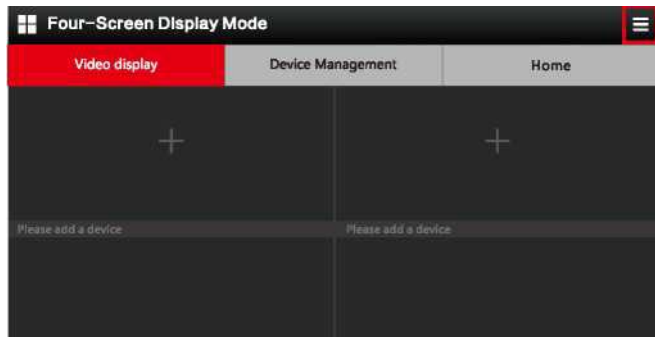 Four-Screen Display Mode
Video display Device Management Home
Please add a device Please add a device